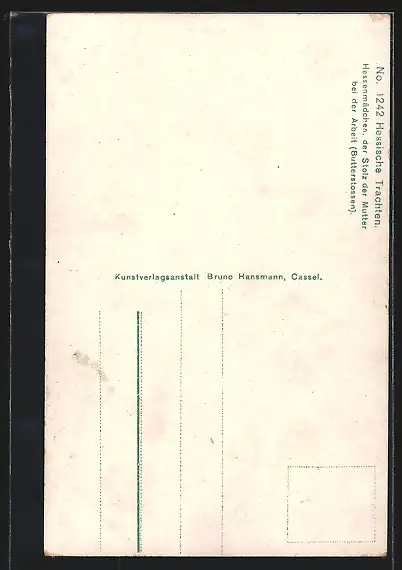 No. 1242 Hessische Trachten.
Hessenmädchen, der Stolz der Mutter
bei der Arbeit (Butterstossen).
Kunstverlagsanstalt Bruno Hansmann, Cassel.